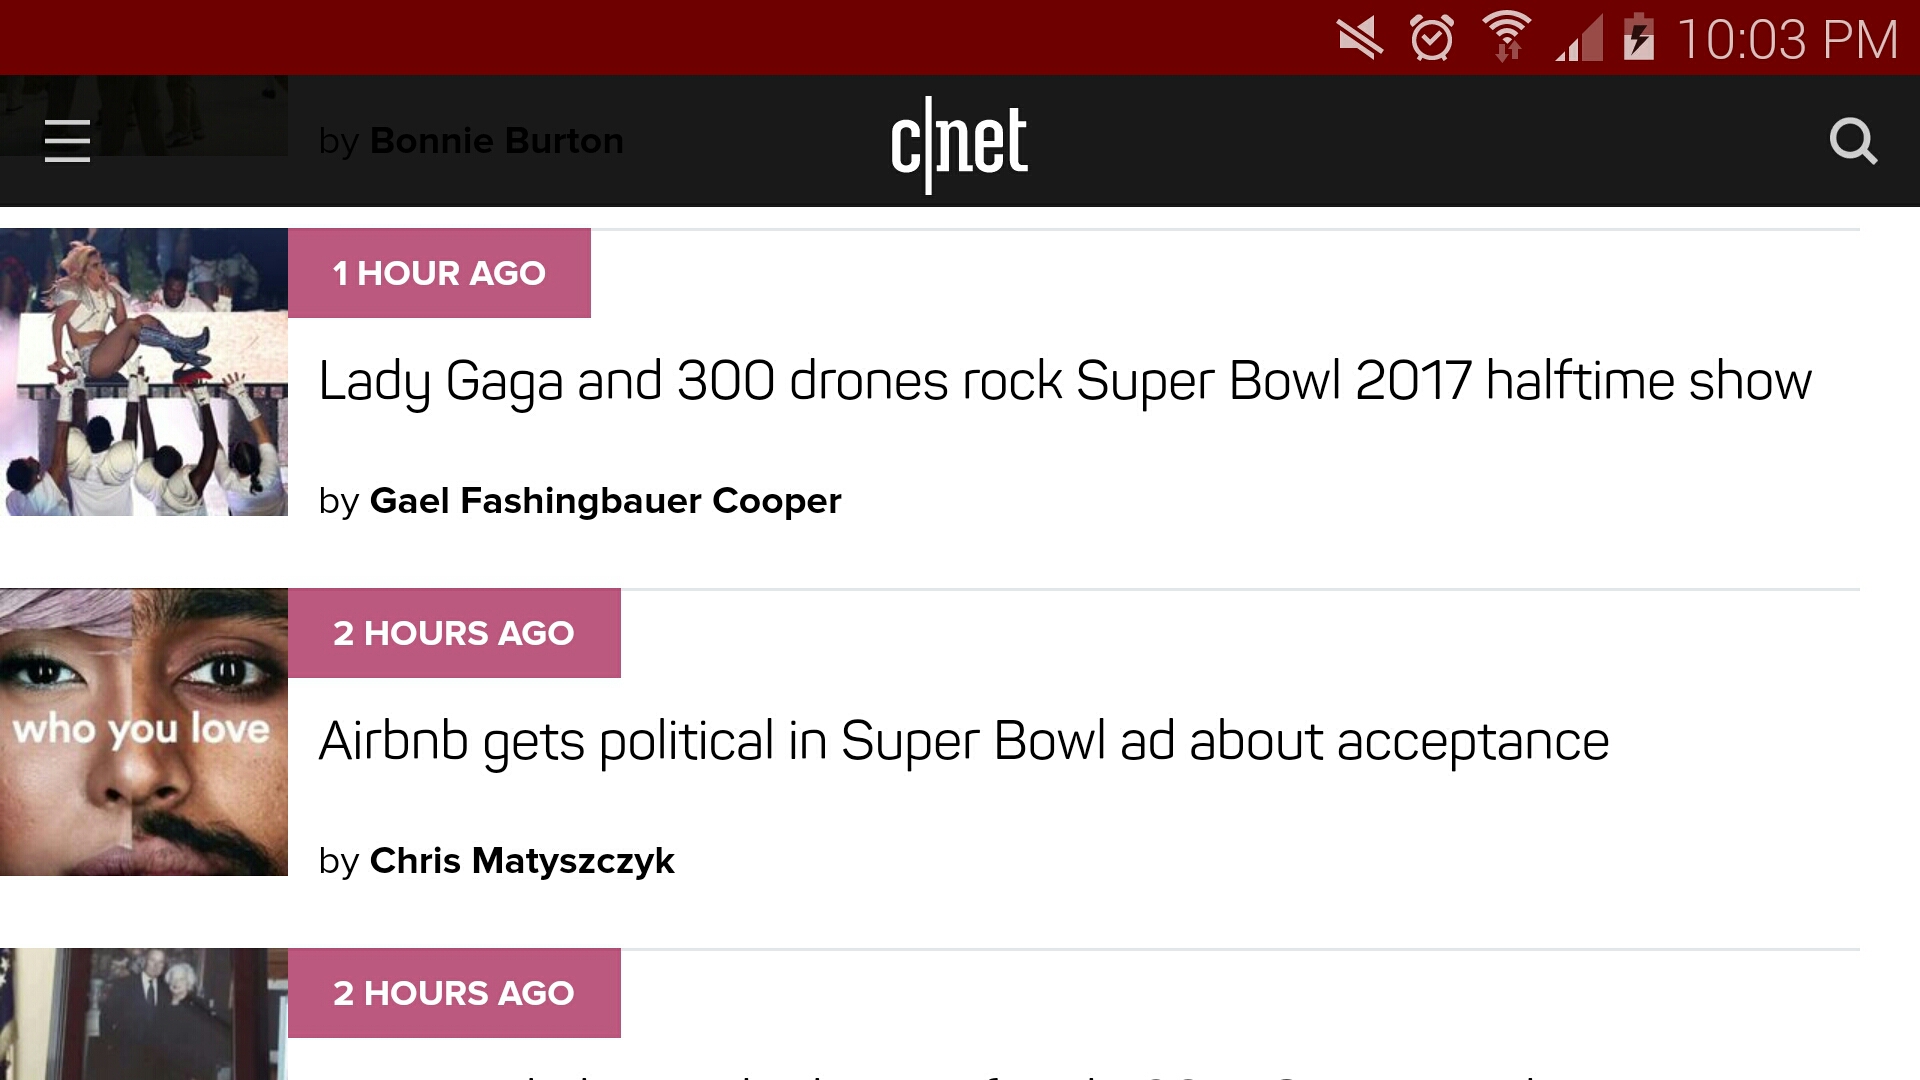 10:03 PM
by Bonnie Burton
c|net
1 HOUR AGO
Lady Gaga and 300 drones rock Super Bowl 2017 halftime show
by Gael Fashingbauer Cooper
2 HOURS AGO
who you love
Airbnb gets political in Super Bowl ad about acceptance
by Chris Matyszczyk
2 HOURS AGO